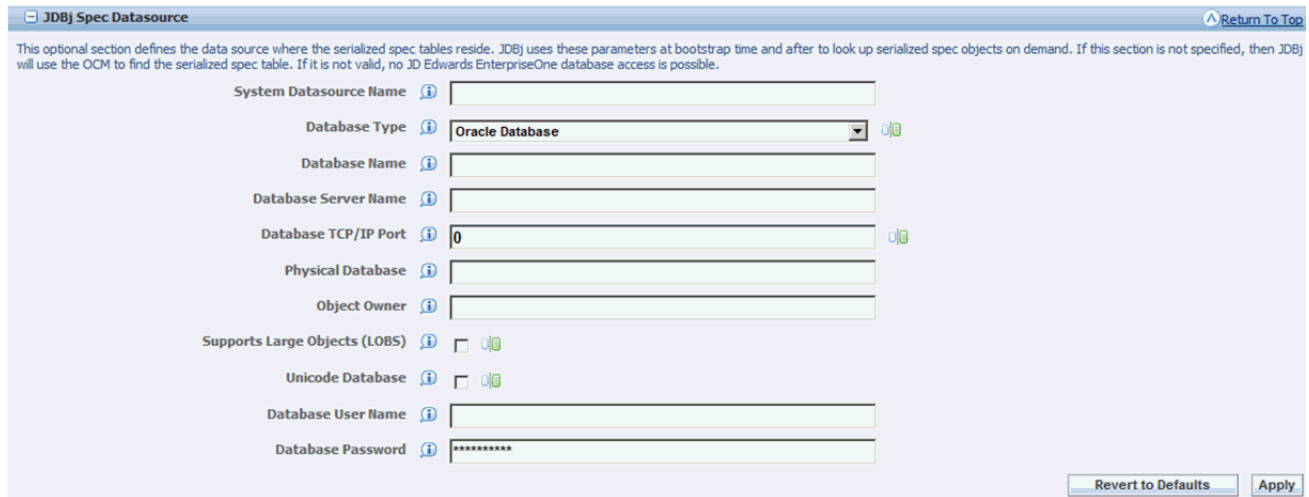 JDBj Spec Datasource
Return To Top
This optional section defines the data source where the serialized spec tables reside. JDBj uses these parameters at bootstrap time and after to look up serialized spec objects on demand. If this section is not specified, then JDBj
will use the OCM to find the serialized spec table. If it is not valid, no JD Edwards EnterpriseOne database access is possible.
System Datasource Name
Database Type Oracle Database
Database Name
Database Server Name
Database TCP/IP Port 0
Physical Database
Object Owner
Supports Large Objects (LOBS)
Unicode Database
Database User Name
Database Password **********
Revert to Defaults Apply